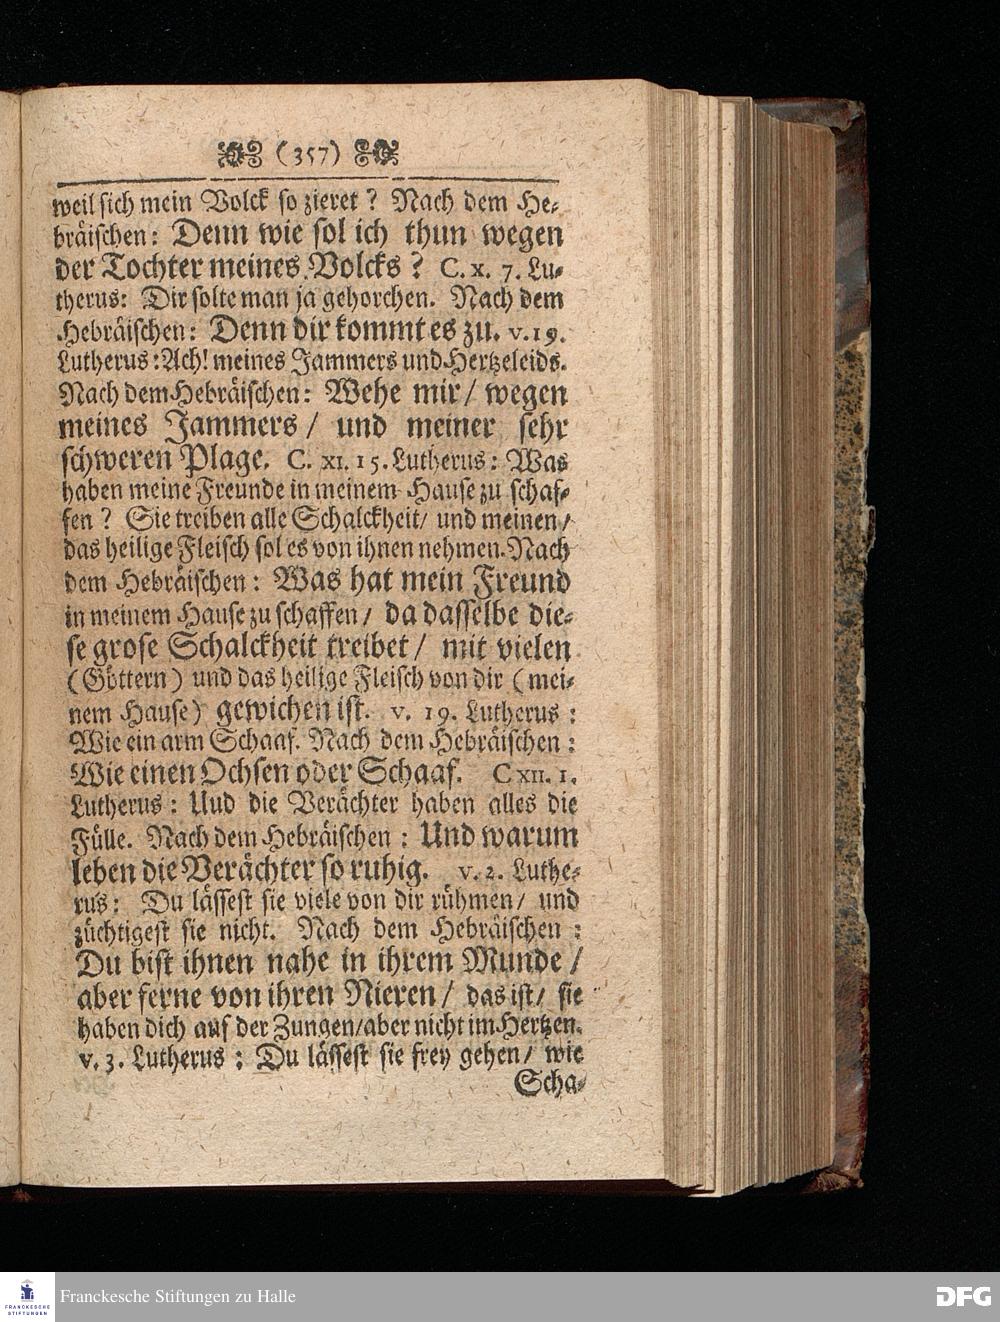 (357)
weil sich mein Volck so zieret? Nach dem He-
bräischen: Denn wie sol ich thun wegen
der Tochter meines Volcks? C. x. 7. Lu-
therus: Dir solte man ja gehorchen. Nach dem
Hebräischen: Denn dir kommt es zu. v. 19.
Lutherus: Ach! meines Jammers und Hertzeleids.
Nach dem Hebräischen: Wehe mir/ wegen
meines Jammers/ und meiner sehr
schweren Plage. C. XI. 15. Lutherus: Was
haben meine Freunde in meinem Hause zu schaf-
fen? Sie treiben alle Schalckheit/ und meinen/
das heilige Fleisch sol es von ihnen nehmen. Nach
dem Hebräischen: Was hat mein Freund
in meinem Hause zu schaffen/ da dasselbe die-
se grose Schalckheit treibet/ mit vielen
(Göttern) und das heilige Fleisch von dir (mei-
nem Hause) gewichen ist. v. 19. Lutherus:
Wie ein arm Schaaf. Nach dem Hebräischen:
Wie einen Ochsen oder Schaaf. C XII. 1.
Lutherus: Uud die Verächter haben alles die
Fülle. Nach dem Hebräischen: Und warum
leben die Verächter so ruhig. v. 2. Luthe-
rus: Du lässest sie viele von dir rühmen/ und
züchtigest sie nicht. Nach dem Hebräischen:
Du bist ihnen nahe in ihrem Munde/
aber ferne von ihren Nieren/ das ist/ sie
haben dich auf der Zungen/ aber nicht im Hertzen.
v. 3. Lutherus: Du lässest sie frey gehen/ wie
Scha-
FRANCKESCHE
STIFTUNGEN
Franckesche Stiftungen zu Halle
DFG